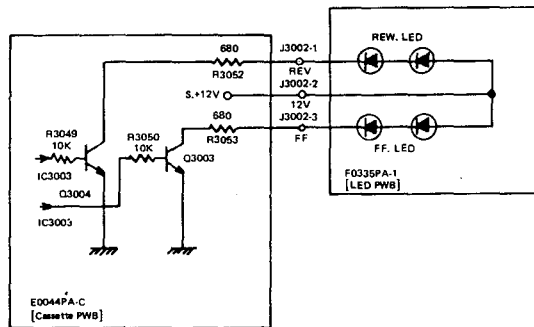 680
R3052
J3002-1
REV
REW. LED
S.+12V
J3002-2
12V
680
R3053
J3002-3
FF
FF. LED
R3049
10K
R3050
10K
Q3003
IC3003
Q3004
IC3003
F0335PA-1
[LED PWB]
E0044PA-C
[Cassette PWB]